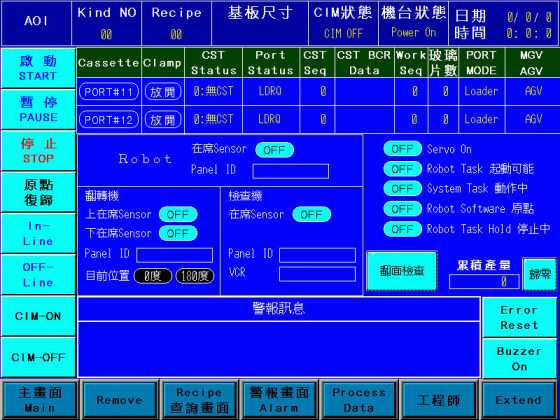 AOI
Kind NO
00
Recipe
00
基板尺寸
CIM狀態
CIM OFF
機台狀態
Power On
日期 0/ 0/ 0
時間 0: 0: 0
啟 動
START
暫 停
PAUSE
停 止
STOP
原點
復歸
In-
Line
OFF-
Line
CIM-ON
CIM-OFF
Cassette Clamp CST Status Port Status CST Seq CST BCR Data Work Seq 玻璃片數 PORT MODE MGV AGV
PORT#11 放開 0:無CST LDRQ 0 0 0 Loader AGV
PORT#12 放開 0:無CST LDRQ 0 0 0 Loader AGV
Robot
在席Sensor OFF
Panel ID
翻轉機
上在席Sensor OFF
下在席Sensor OFF
Panel ID
目前位置 0度 180度
檢查機
在席Sensor OFF
Panel ID
VCR
OFF Servo On
OFF Robot Task 起動可能
OFF System Task 動作中
OFF Robot Software 原點
OFF Robot Task Hold 停止中
翻面檢查
累積產量
0
歸零
警報訊息
Error
Reset
Buzzer
On
主畫面
Main
Remove
Recipe
查詢畫面
警報畫面
Alarm
Process
Data
工程師
Extend